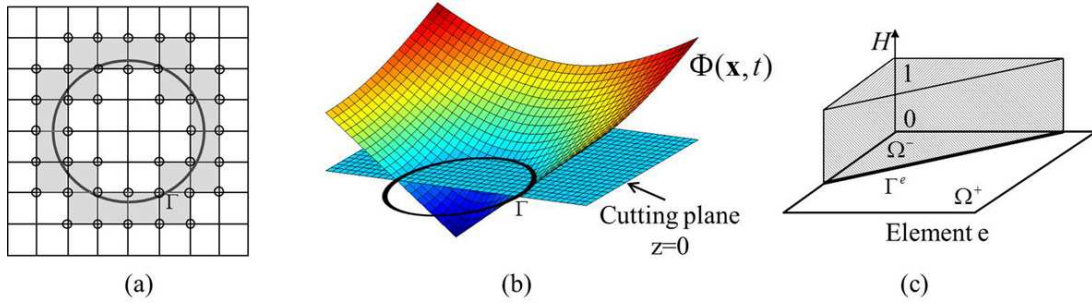 Γ
(a)
Φ(x, t)
Γ
Cutting plane
z=0
(b)
H
1
0
Ω⁻
Γᵉ
Ω⁺
Element e
(c)